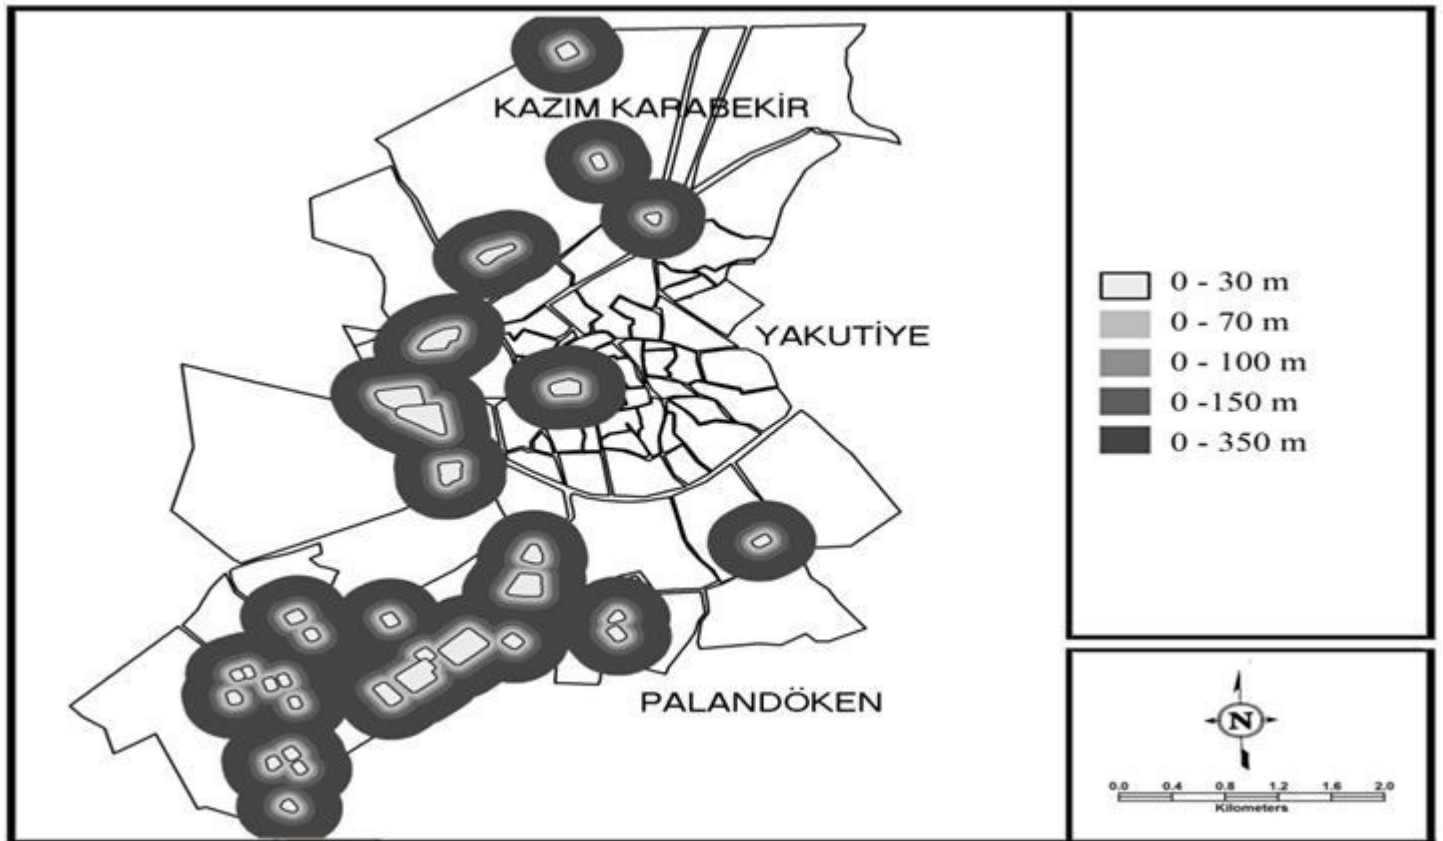 KAZIM KARABEKİR
YAKUTİYE
PALANDÖKEN
0 - 30 m
0 - 70 m
0 - 100 m
0 -150 m
0 - 350 m
N
0.0 0.4 0.8 1.2 1.6 2.0
Kilometers